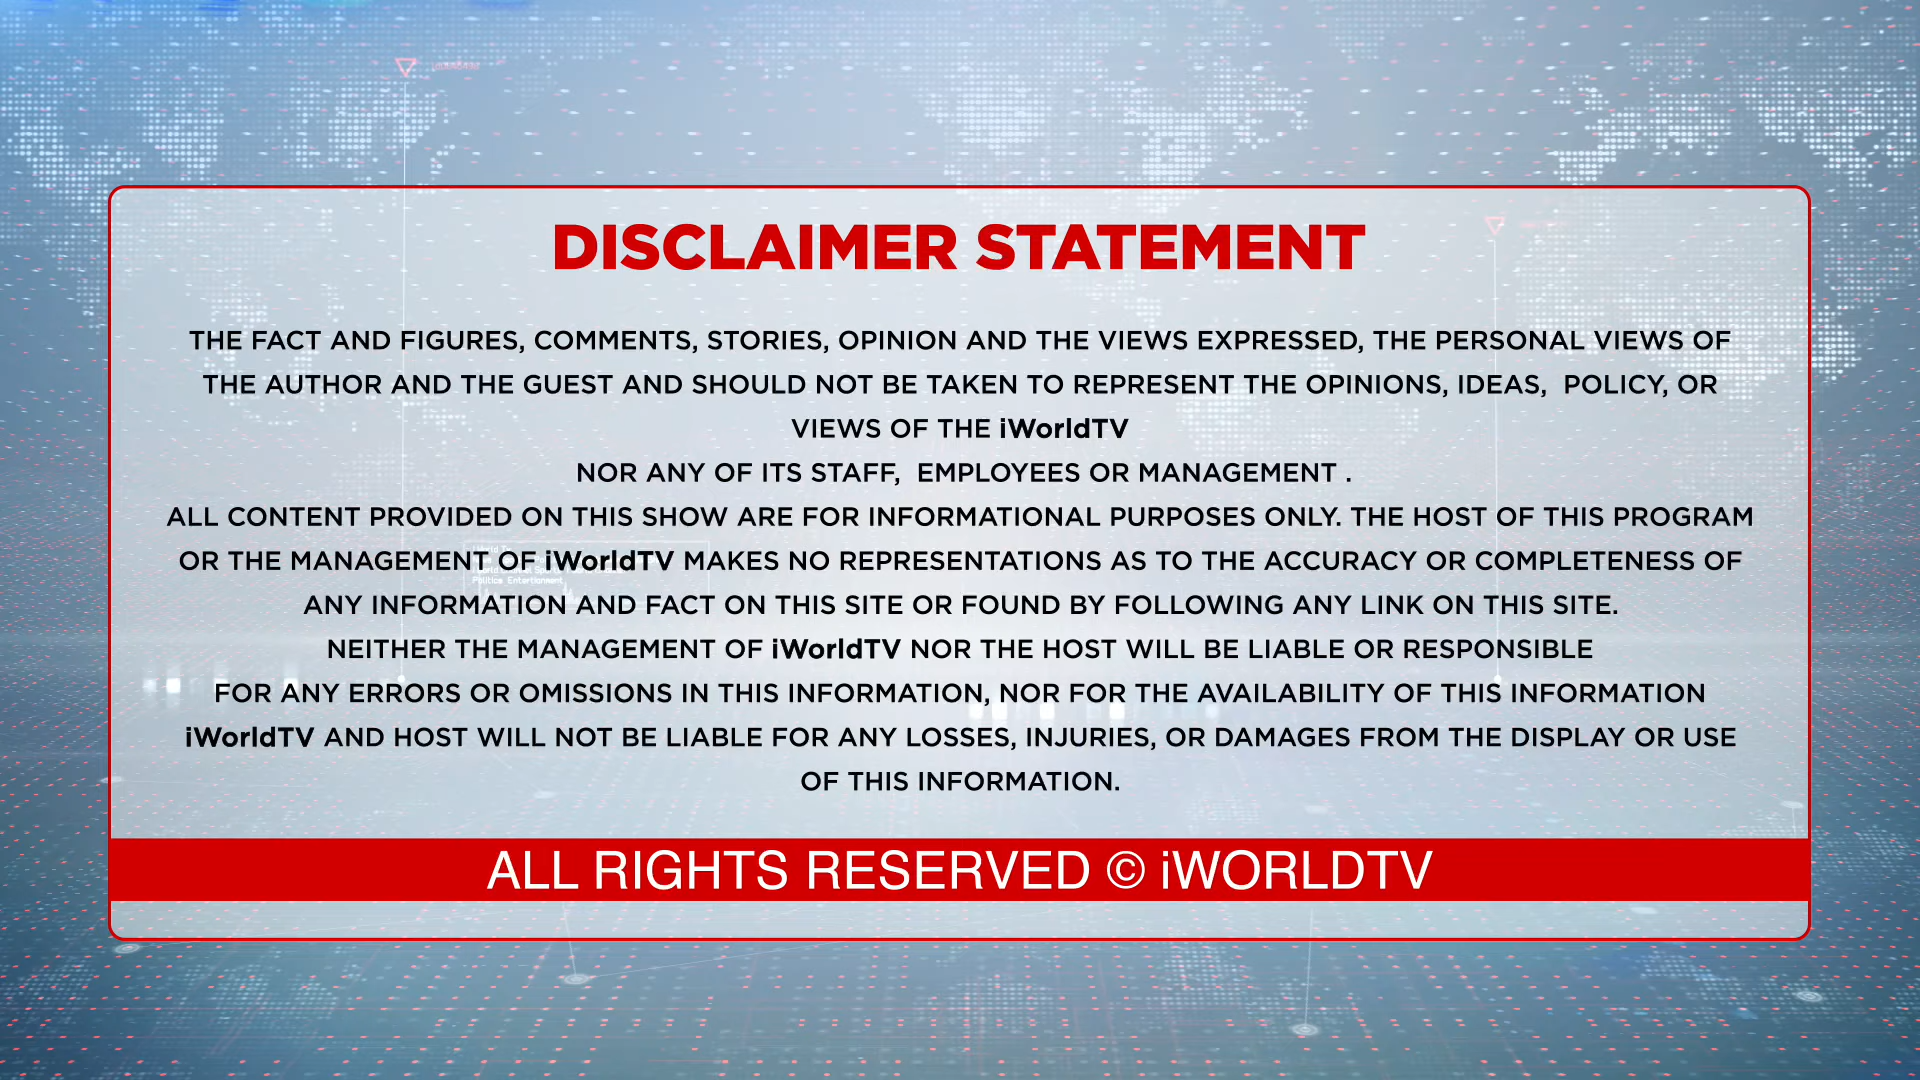 DISCLAIMER STATEMENT
THE FACT AND FIGURES, COMMENTS, STORIES, OPINION AND THE VIEWS EXPRESSED, THE PERSONAL VIEWS OF
THE AUTHOR AND THE GUEST AND SHOULD NOT BE TAKEN TO REPRESENT THE OPINIONS, IDEAS, POLICY, OR
VIEWS OF THE iWorldTV
NOR ANY OF ITS STAFF, EMPLOYEES OR MANAGEMENT .
ALL CONTENT PROVIDED ON THIS SHOW ARE FOR INFORMATIONAL PURPOSES ONLY. THE HOST OF THIS PROGRAM
OR THE MANAGEMENT OF iWorldTV MAKES NO REPRESENTATIONS AS TO THE ACCURACY OR COMPLETENESS OF
Politica Entertionment
ANY INFORMATION AND FACT ON THIS SITE OR FOUND BY FOLLOWING ANY LINK ON THIS SITE.
NEITHER THE MANAGEMENT OF iWorldTV NOR THE HOST WILL BE LIABLE OR RESPONSIBLE
FOR ANY ERRORS OR OMISSIONS IN THIS INFORMATION, NOR FOR THE AVAILABILITY OF THIS INFORMATION
iWorldTV AND HOST WILL NOT BE LIABLE FOR ANY LOSSES, INJURIES, OR DAMAGES FROM THE DISPLAY OR USE
OF THIS INFORMATION.
ALL RIGHTS RESERVED © iWORLDTV